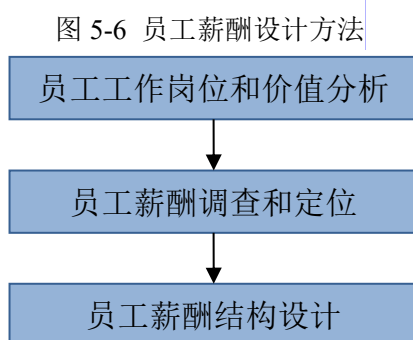 图 5-6 员工薪酬设计方法
员工工作岗位和价值分析
员工薪酬调查和定位
员工薪酬结构设计